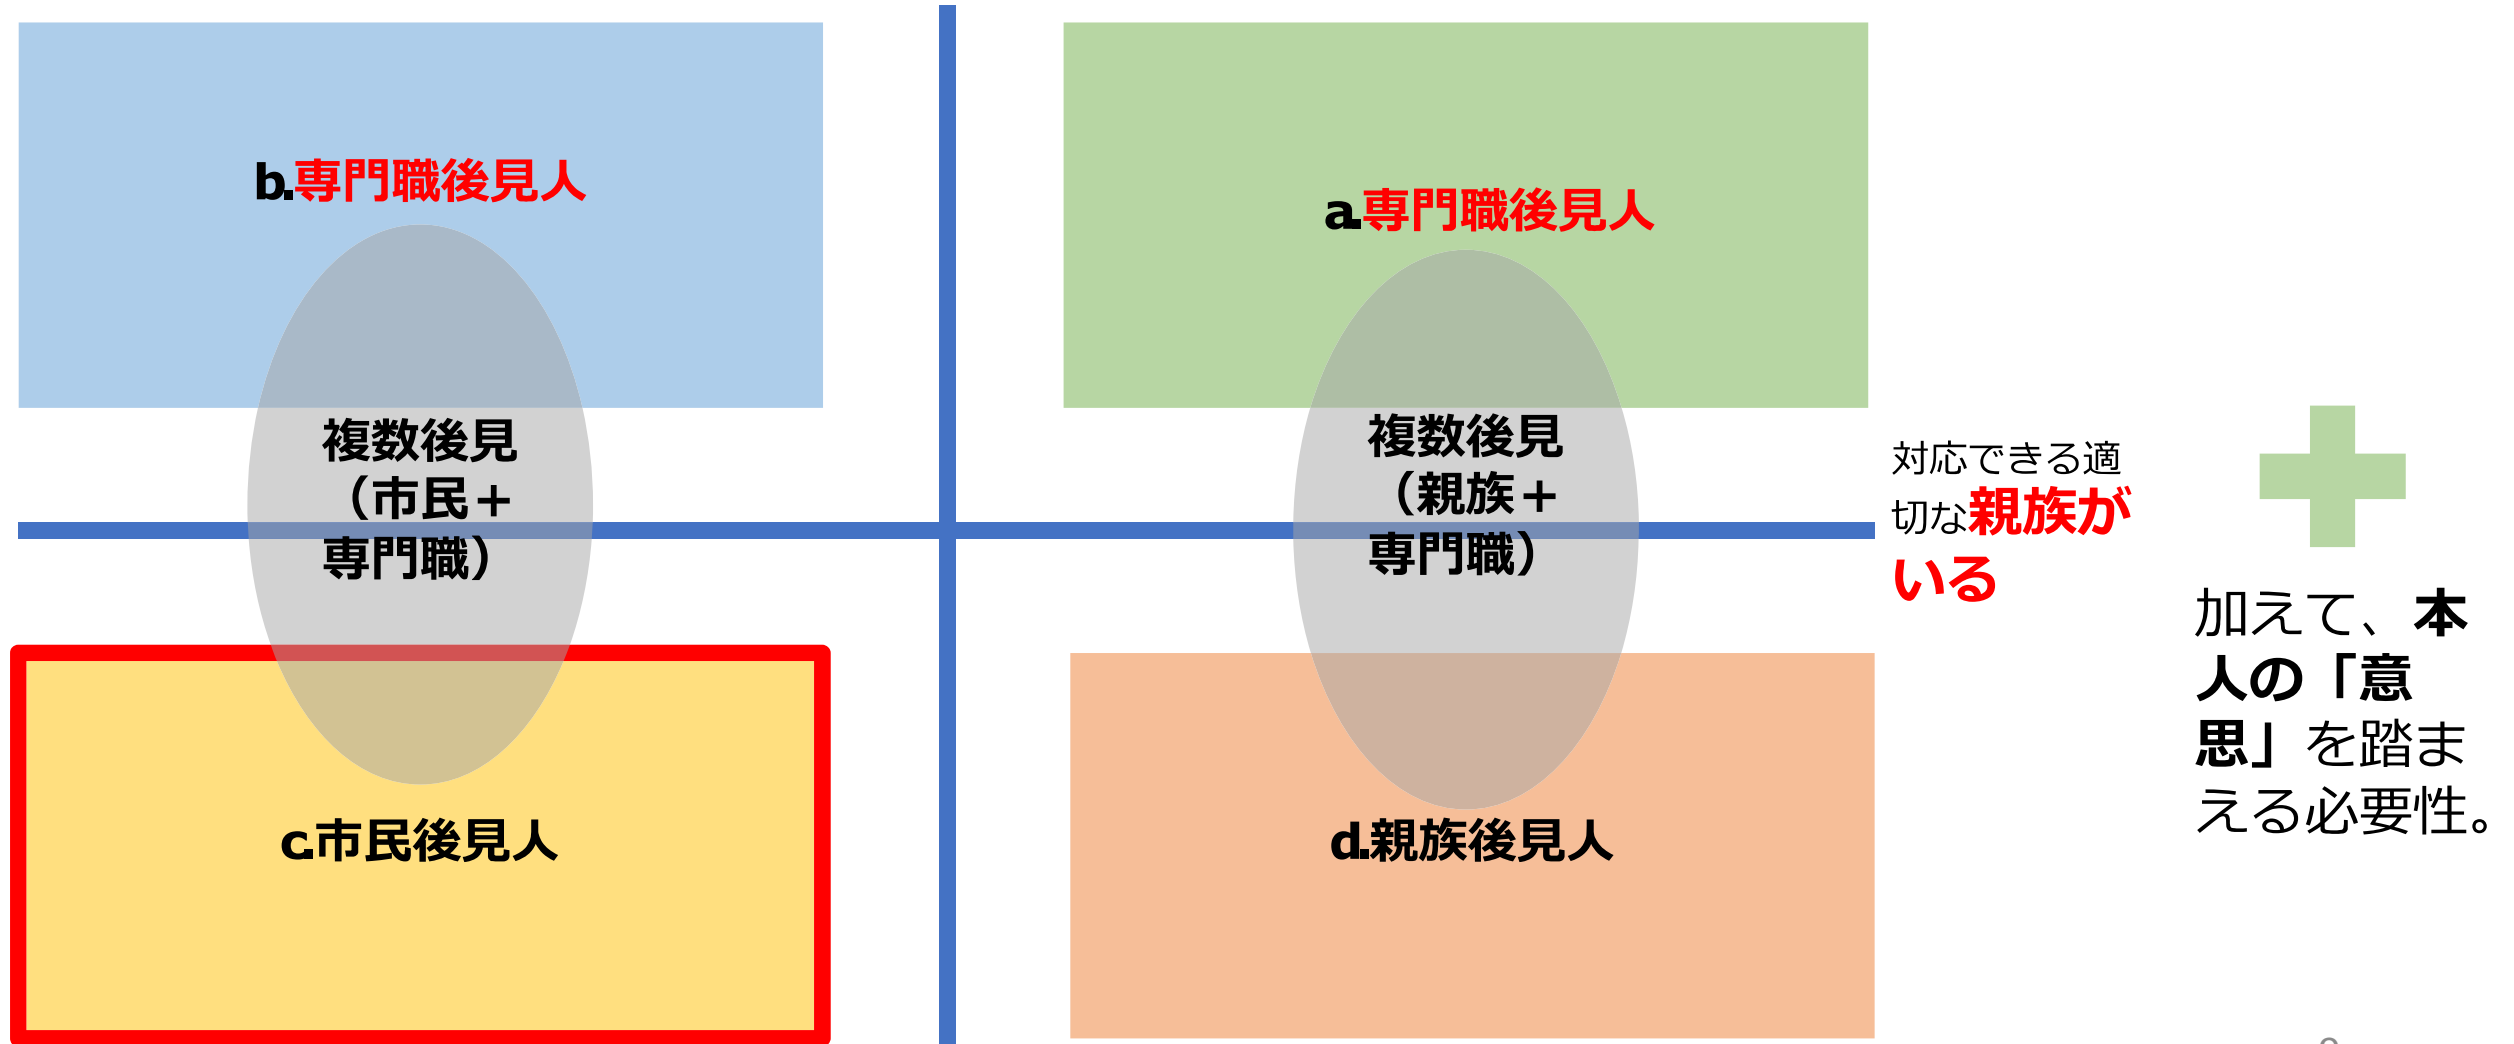 b.専門職後見人
a.専門職後見人
複数後見
（市民+
専門職）
複数後見
（親族+
専門職）
対応できる適
切な親族が
いる
加えて、本
人の「意
思」を踏ま
える必要性。
c.市民後見人
d.親族後見人